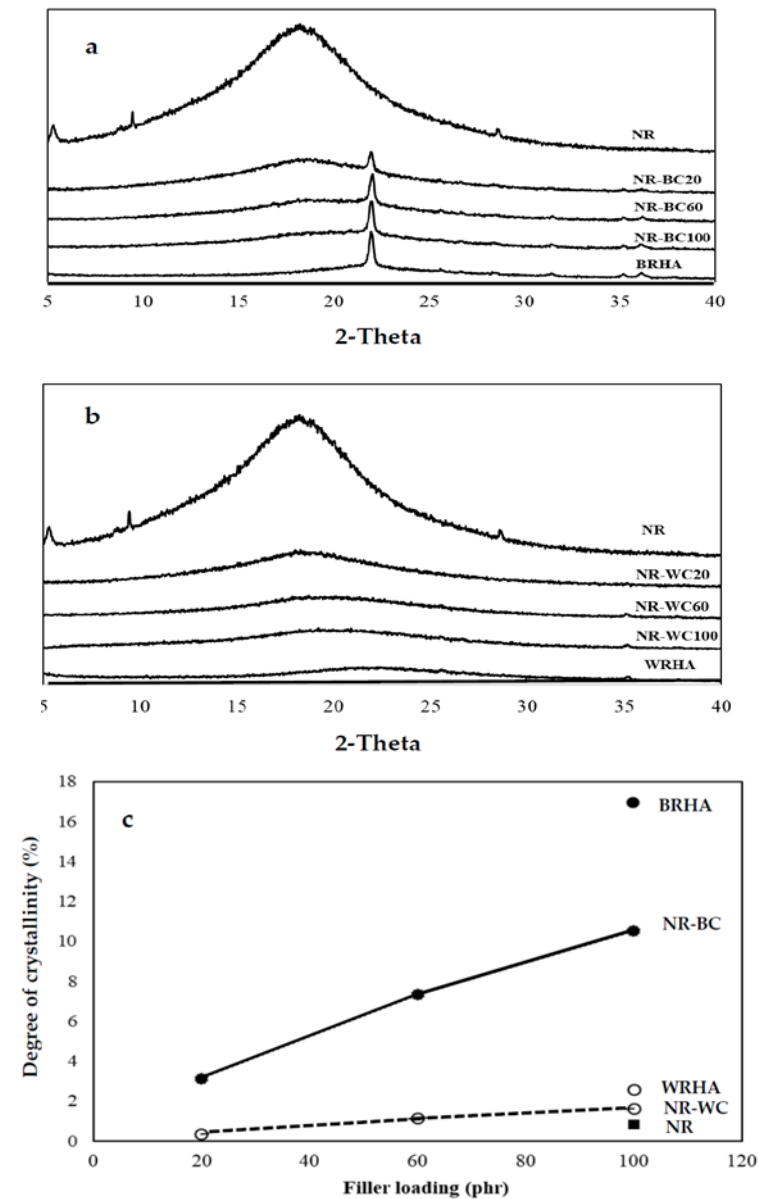 a
NR
NR-BC20
NR-BC60
NR-BC100
BRHA
5 10 15 20 25 30 35 40
2-Theta
b
NR
NR-WC20
NR-WC60
NR-WC100
WRHA
5 10 15 20 25 30 35 40
2-Theta
c
Degree of crystallinity (%)
18
16
14
12
10
8
6
4
2
0
BRHA
NR-BC
WRHA
NR-WC
NR
0 20 40 60 80 100 120
Filler loading (phr)